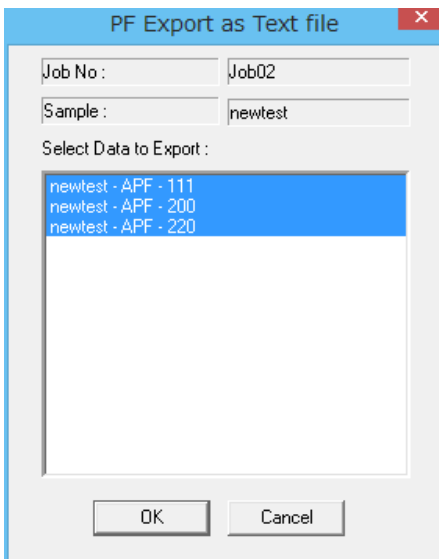 PF Export as Text file
Job No :
Job02
Sample :
newtest
Select Data to Export :
newtest - APF - 111
newtest - APF - 200
newtest - APF - 220
OK
Cancel